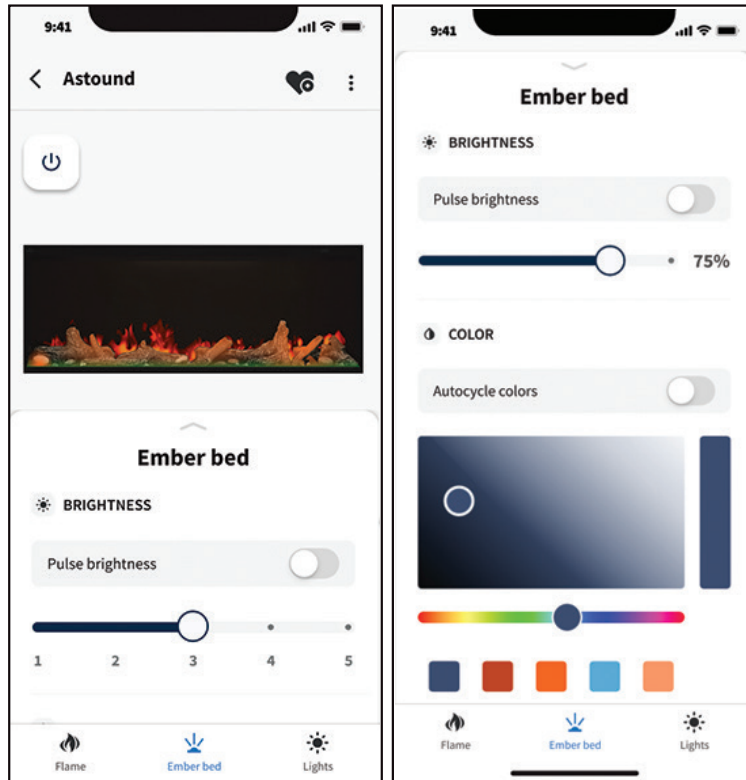 9:41
Astound
Ember bed
BRIGHTNESS
Pulse brightness
1 2 3 4 5
Flame Ember bed Lights
9:41
Ember bed
BRIGHTNESS
Pulse brightness
75%
COLOR
Autocycle colors
Flame Ember bed Lights